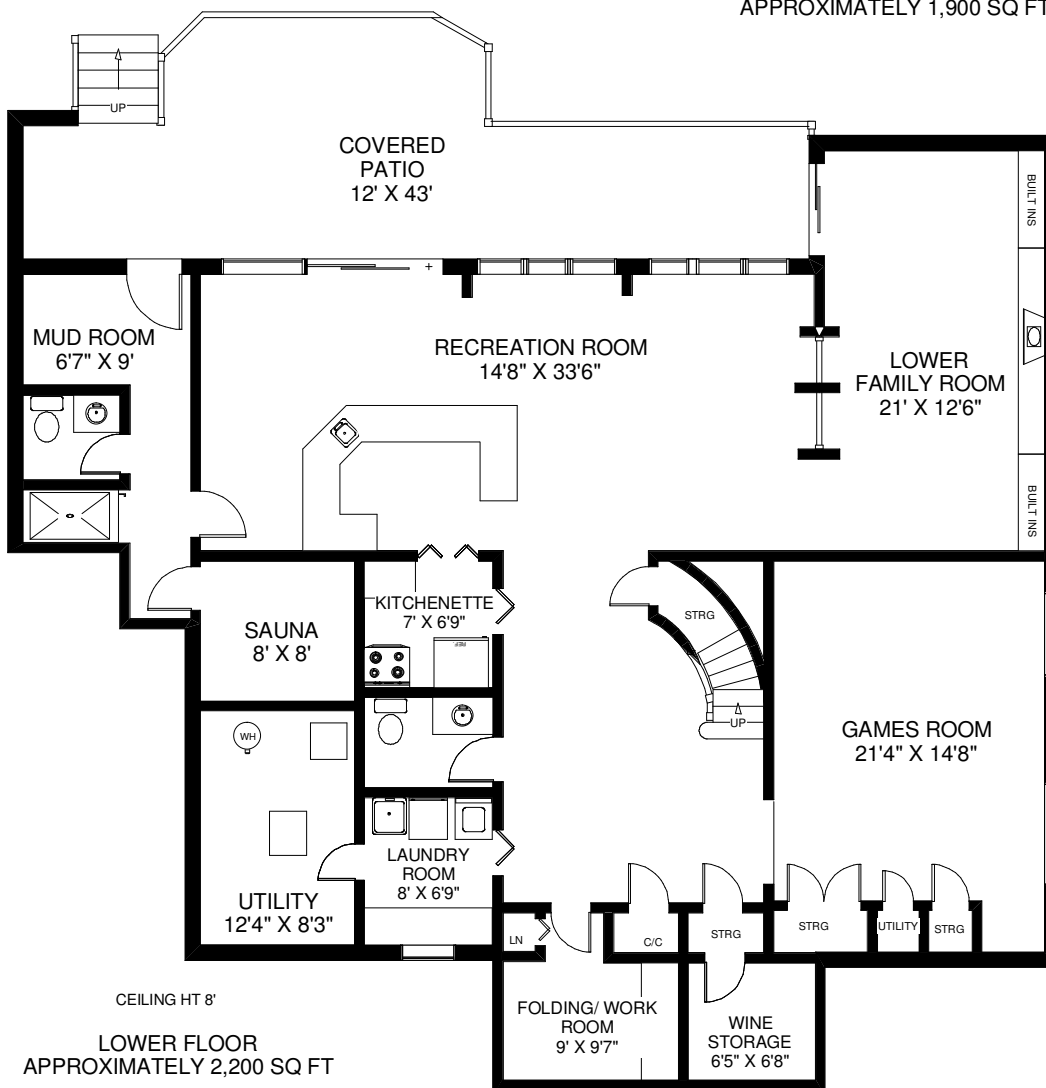 APPROXIMATELY 1,900 SQ FT
UP
COVERED
PATIO
12' X 43'
BUILT INS
MUD ROOM
6'7" X 9'
RECREATION ROOM
14'8" X 33'6"
LOWER
FAMILY ROOM
21' X 12'6"
BUILT INS
KITCHENETTE
7' X 6'9"
REF
STRG
SAUNA
8' X 8'
UP
WH
GAMES ROOM
21'4" X 14'8"
LAUNDRY
ROOM
8' X 6'9"
UTILITY
12'4" X 8'3"
LN
C/C
STRG
STRG
UTILITY
STRG
CEILING HT 8'
FOLDING/ WORK
ROOM
9' X 9'7"
WINE
STORAGE
6'5" X 6'8"
LOWER FLOOR
APPROXIMATELY 2,200 SQ FT